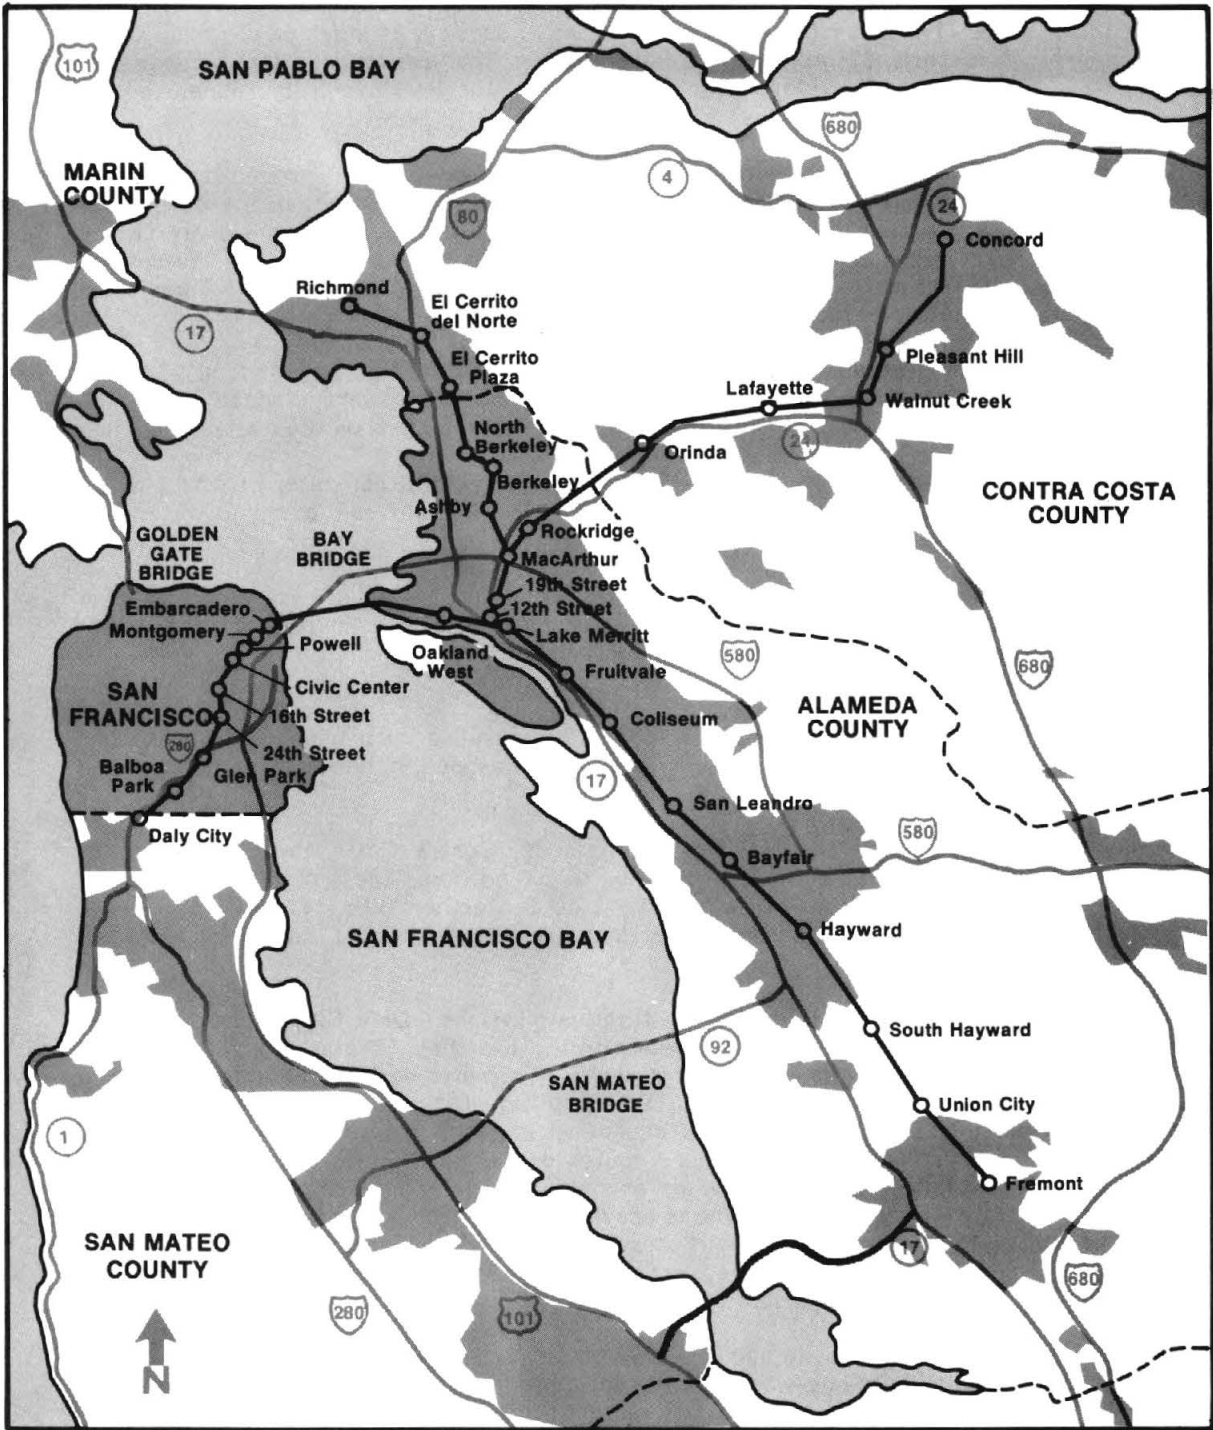 101
SAN PABLO BAY
680
MARIN
COUNTY
4
80
24
Concord
Richmond
El Cerrito
del Norte
17
El Cerrito
Plaza
Pleasant Hill
Lafayette
Walnut Creek
North
Berkeley
24
Orinda
Berkeley
CONTRA COSTA
COUNTY
Ashby
GOLDEN
GATE
BRIDGE
BAY
BRIDGE
Rockridge
MacArthur
19th Street
Embarcadero
12th Street
Montgomery
Lake Merritt
Powell
Oakland
West
580
680
Fruitvale
Civic Center
SAN
FRANCISCO
16th Street
ALAMEDA
COUNTY
Coliseum
280
24th Street
Balboa
Park
Glen Park
17
San Leandro
Daly City
580
Bayfair
SAN FRANCISCO BAY
Hayward
South Hayward
92
SAN MATEO
BRIDGE
Union City
1
Fremont
SAN MATEO
COUNTY
17
680
280
101
N